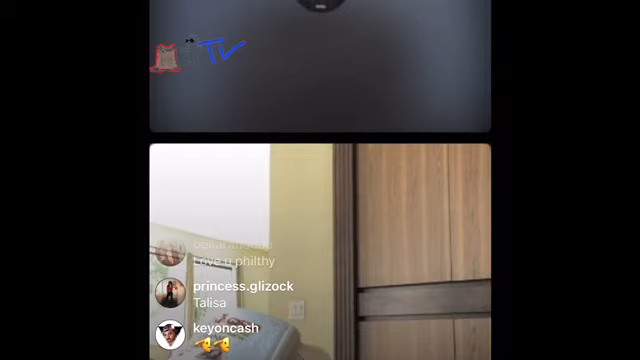 TV
Love u philthy
princess.glizock
Talisa
keyoncash
🫡🫡